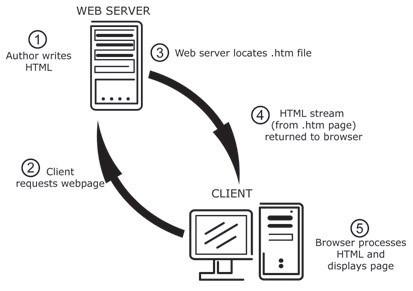 WEB SERVER
1
Author writes
HTML
3 Web server locates .htm file
4 HTML stream
(from .htm page)
returned to browser
2 Client
requests webpage
CLIENT
5
Browser processes
HTML and
displays page